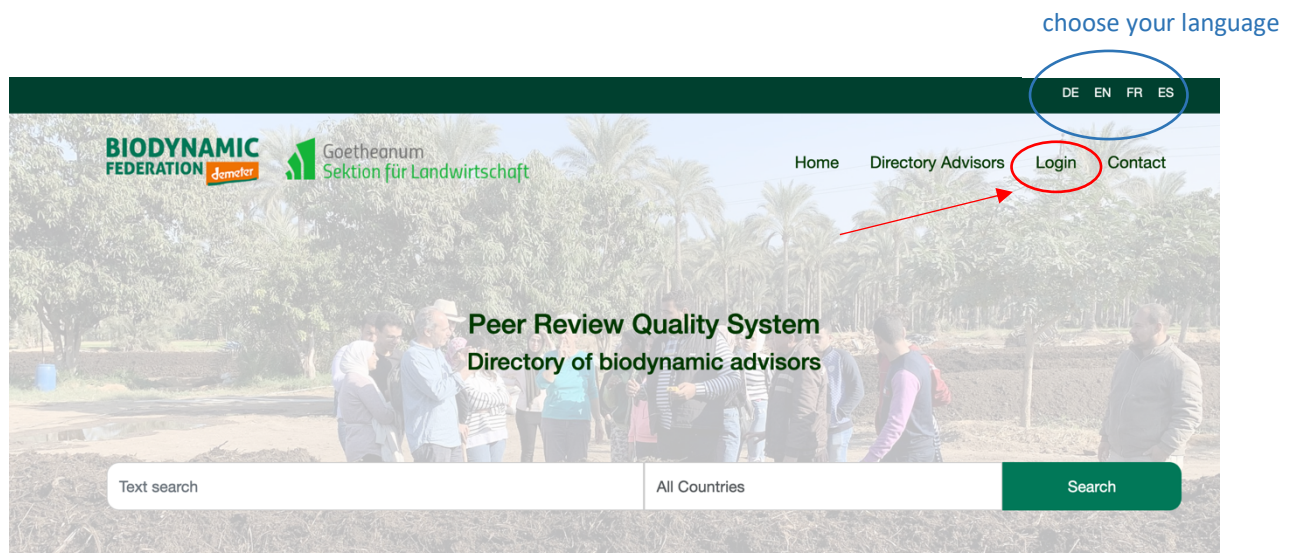 choose your language
DE EN FR ES
BIODYNAMIC
FEDERATION demeter
Goetheanum
Sektion für Landwirtschaft
Home Directory Advisors Login Contact
Peer Review Quality System
Directory of biodynamic advisors
Text search All Countries Search